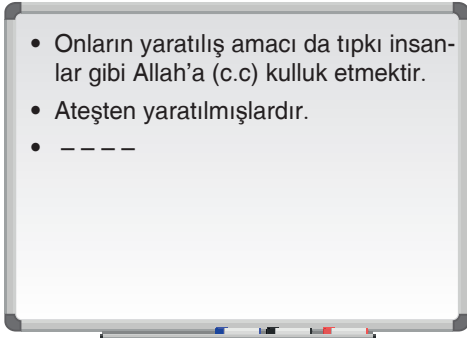 • Onların yaratılış amacı da tıpkı insan-
lar gibi Allah'a (c.c) kulluk etmektir.
• Ateşten yaratılmışlardır.
• – – – –